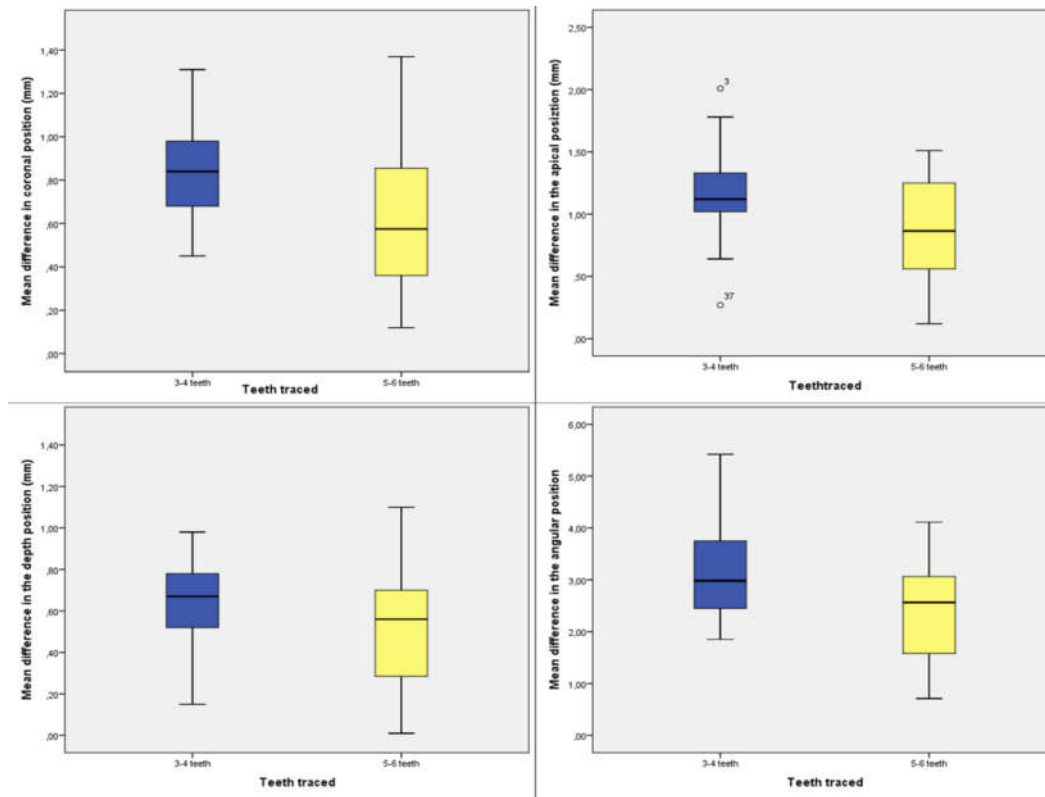 Mean difference in coronal position (mm)
1,40
1,20
1,00
,80
,60
,40
,20
,00
3-4 teeth
5-6 teeth
Teeth traced
Mean difference in the apical posiztion (mm)
2,50
2,00
1,50
1,00
,50
,00
3
37
3-4 teeth
5-6 teeth
Teethtraced
Mean difference in the depth position (mm)
1,40
1,20
1,00
,80
,60
,40
,20
,00
3-4 teeth
5-6 teeth
Teeth traced
Mean difference in the angular position
6,00
5,00
4,00
3,00
2,00
1,00
,00
3-4 teeth
5-6 teeth
Teeth traced